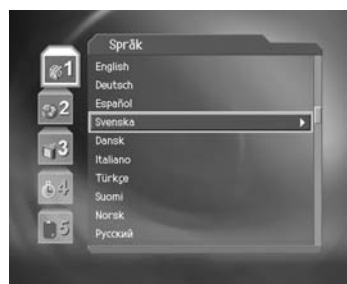 Språk
1
English
Deutsch
2
Español
Svenska
3
Dansk
Italiano
4
Türkçe
Suomi
5
Norsk
Русский